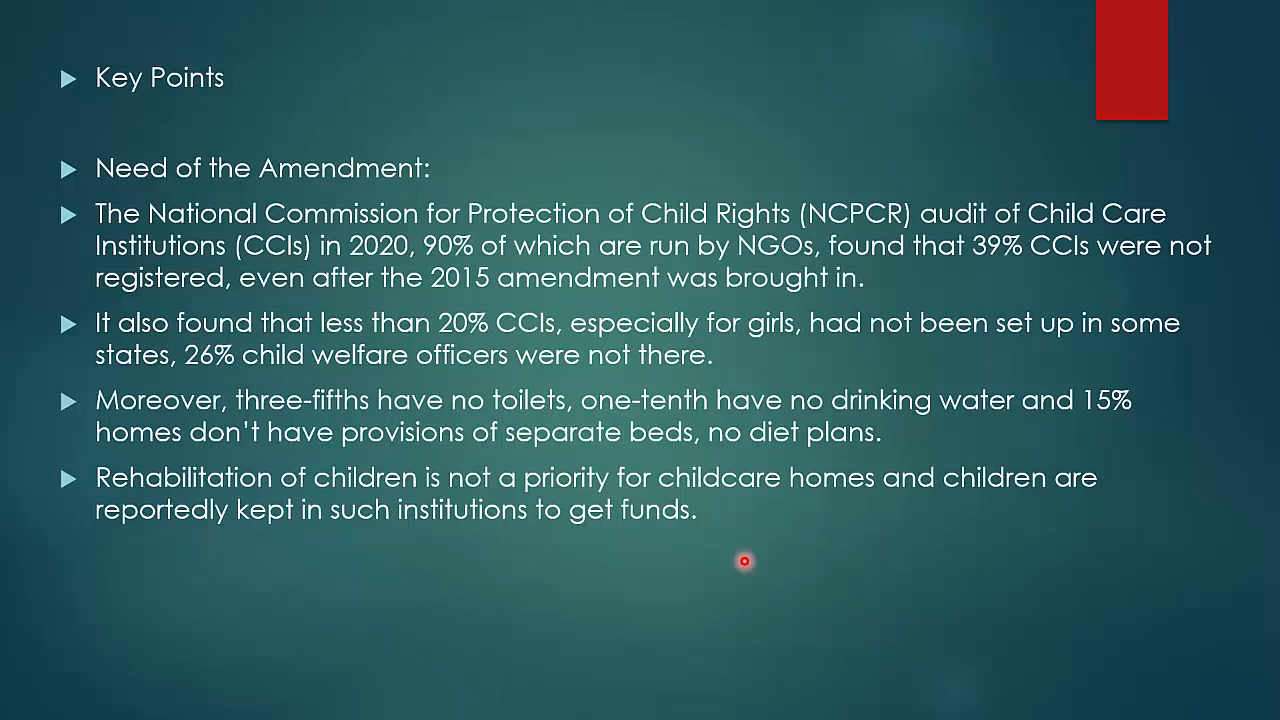 Key Points
Need of the Amendment:
The National Commission for Protection of Child Rights (NCPCR) audit of Child Care
Institutions (CCIs) in 2020, 90% of which are run by NGOs, found that 39% CCIs were not
registered, even after the 2015 amendment was brought in.
It also found that less than 20% CCIs, especially for girls, had not been set up in some
states, 26% child welfare officers were not there.
Moreover, three-fifths have no toilets, one-tenth have no drinking water and 15%
homes don’t have provisions of separate beds, no diet plans.
Rehabilitation of children is not a priority for childcare homes and children are
reportedly kept in such institutions to get funds.